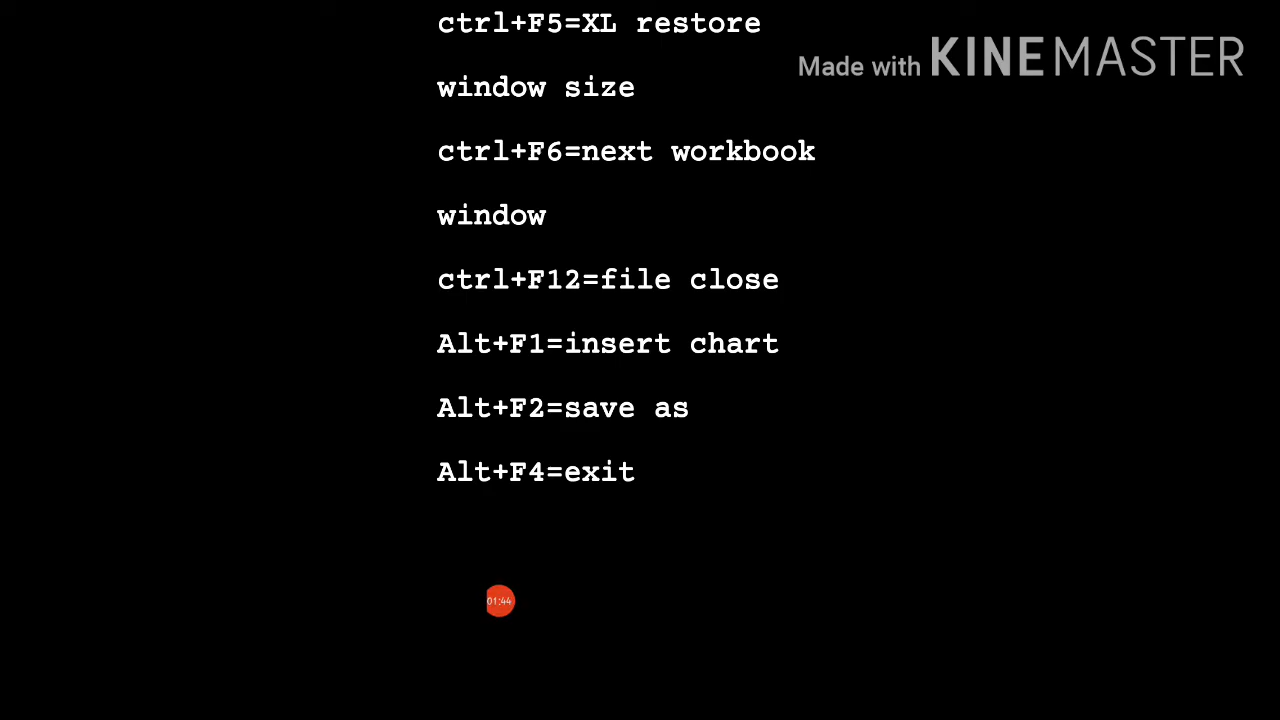 ctrl+F5=XL restore
Made with KINEMASTER
window size
ctrl+F6=next workbook
window
ctrl+F12=file close
Alt+F1=insert chart
Alt+F2=save as
Alt+F4=exit
01:44